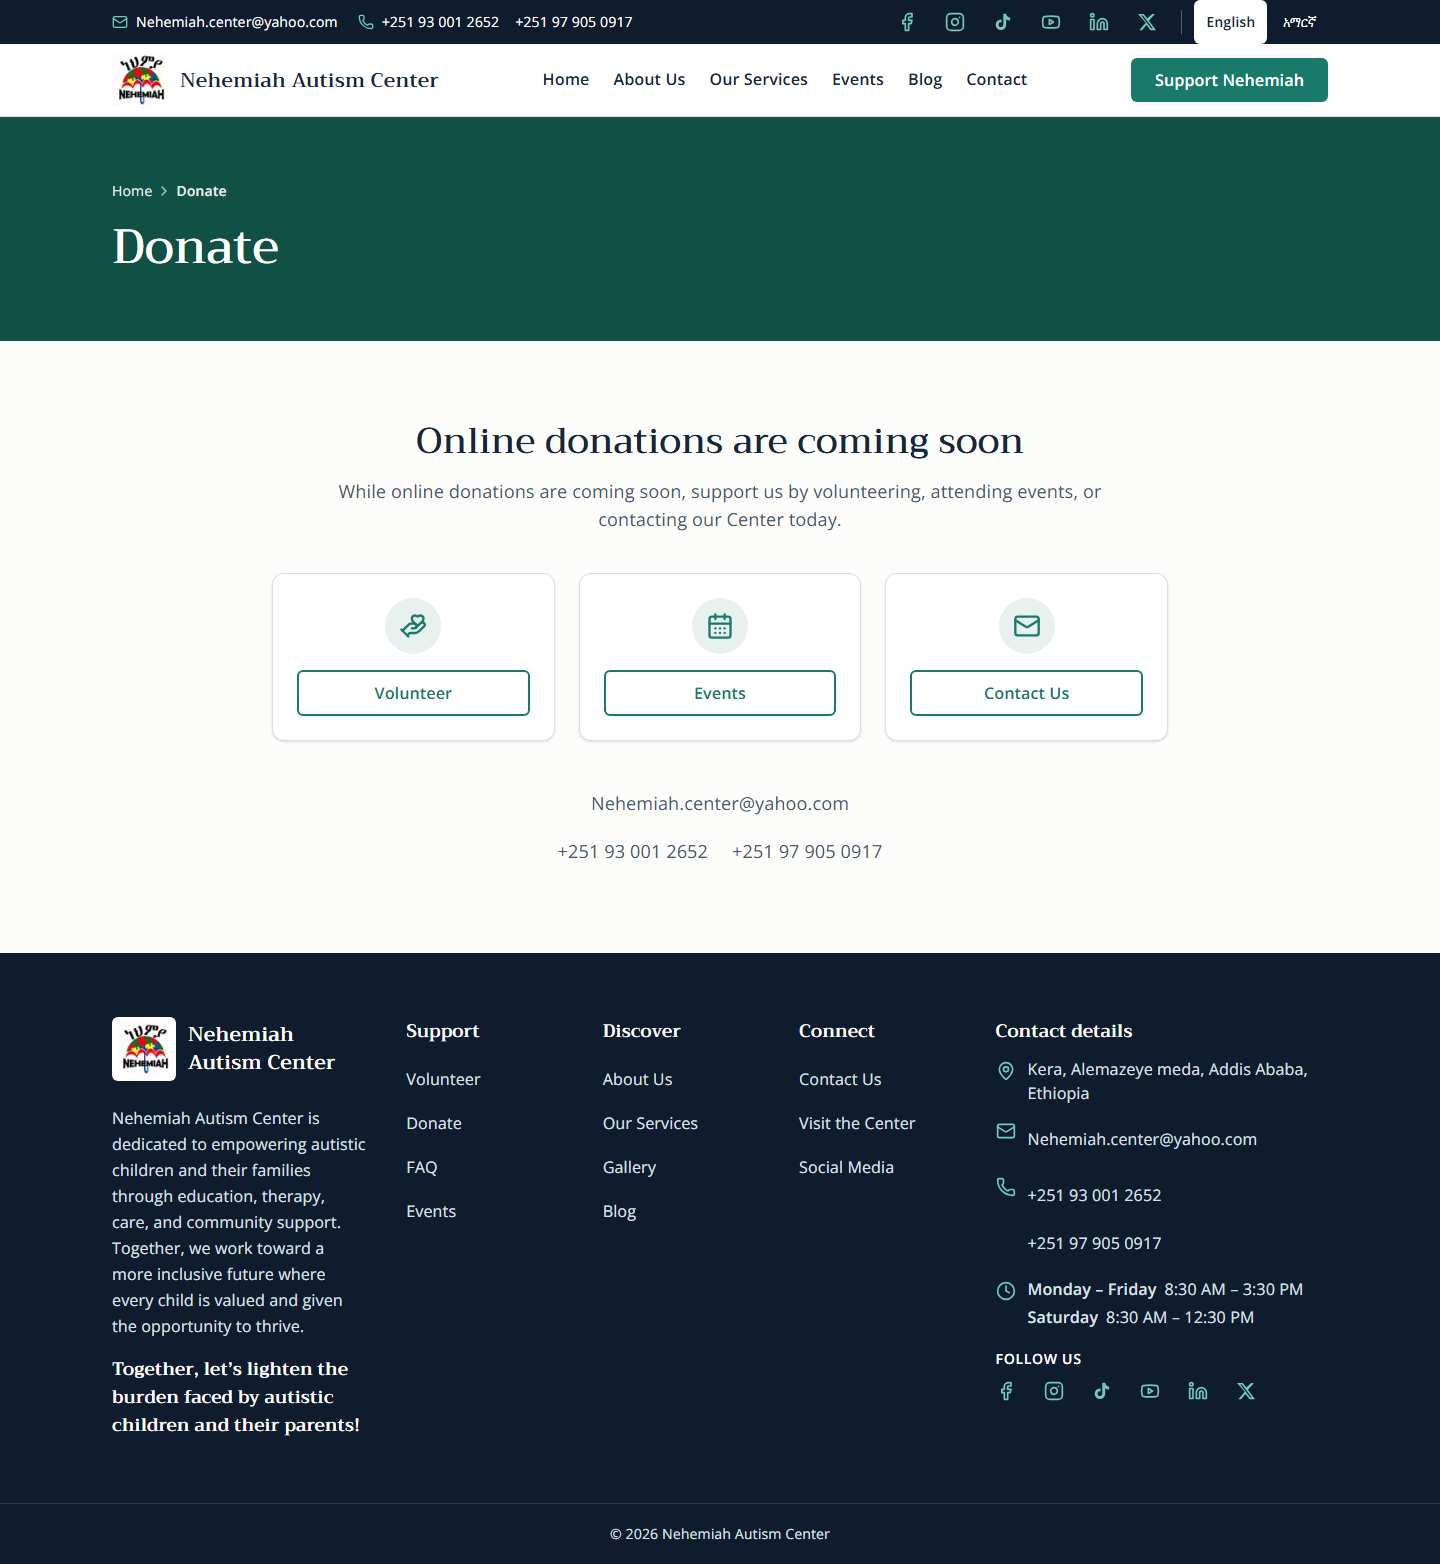 Nehemiah.center@yahoo.com +251 93 001 2652 +251 97 905 0917 English አማርኛ
ነህምያ
NEHEMIAH
Nehemiah Autism Center Home About Us Our Services Events Blog Contact Support Nehemiah
Home > Donate
Donate
Online donations are coming soon
While online donations are coming soon, support us by volunteering, attending events, or
contacting our Center today.
Volunteer Events Contact Us
Nehemiah.center@yahoo.com
+251 93 001 2652 +251 97 905 0917
ነህምያ
NEHEMIAH
Nehemiah
Autism Center
Nehemiah Autism Center is
dedicated to empowering autistic
children and their families
through education, therapy,
care, and community support.
Together, we work toward a
more inclusive future where
every child is valued and given
the opportunity to thrive.
Together, let’s lighten the
burden faced by autistic
children and their parents!
Support
Volunteer
Donate
FAQ
Events
Discover
About Us
Our Services
Gallery
Blog
Connect
Contact Us
Visit the Center
Social Media
Contact details
Kera, Alemazeye meda, Addis Ababa,
Ethiopia
Nehemiah.center@yahoo.com
+251 93 001 2652
+251 97 905 0917
Monday – Friday 8:30 AM – 3:30 PM
Saturday 8:30 AM – 12:30 PM
FOLLOW US
© 2026 Nehemiah Autism Center